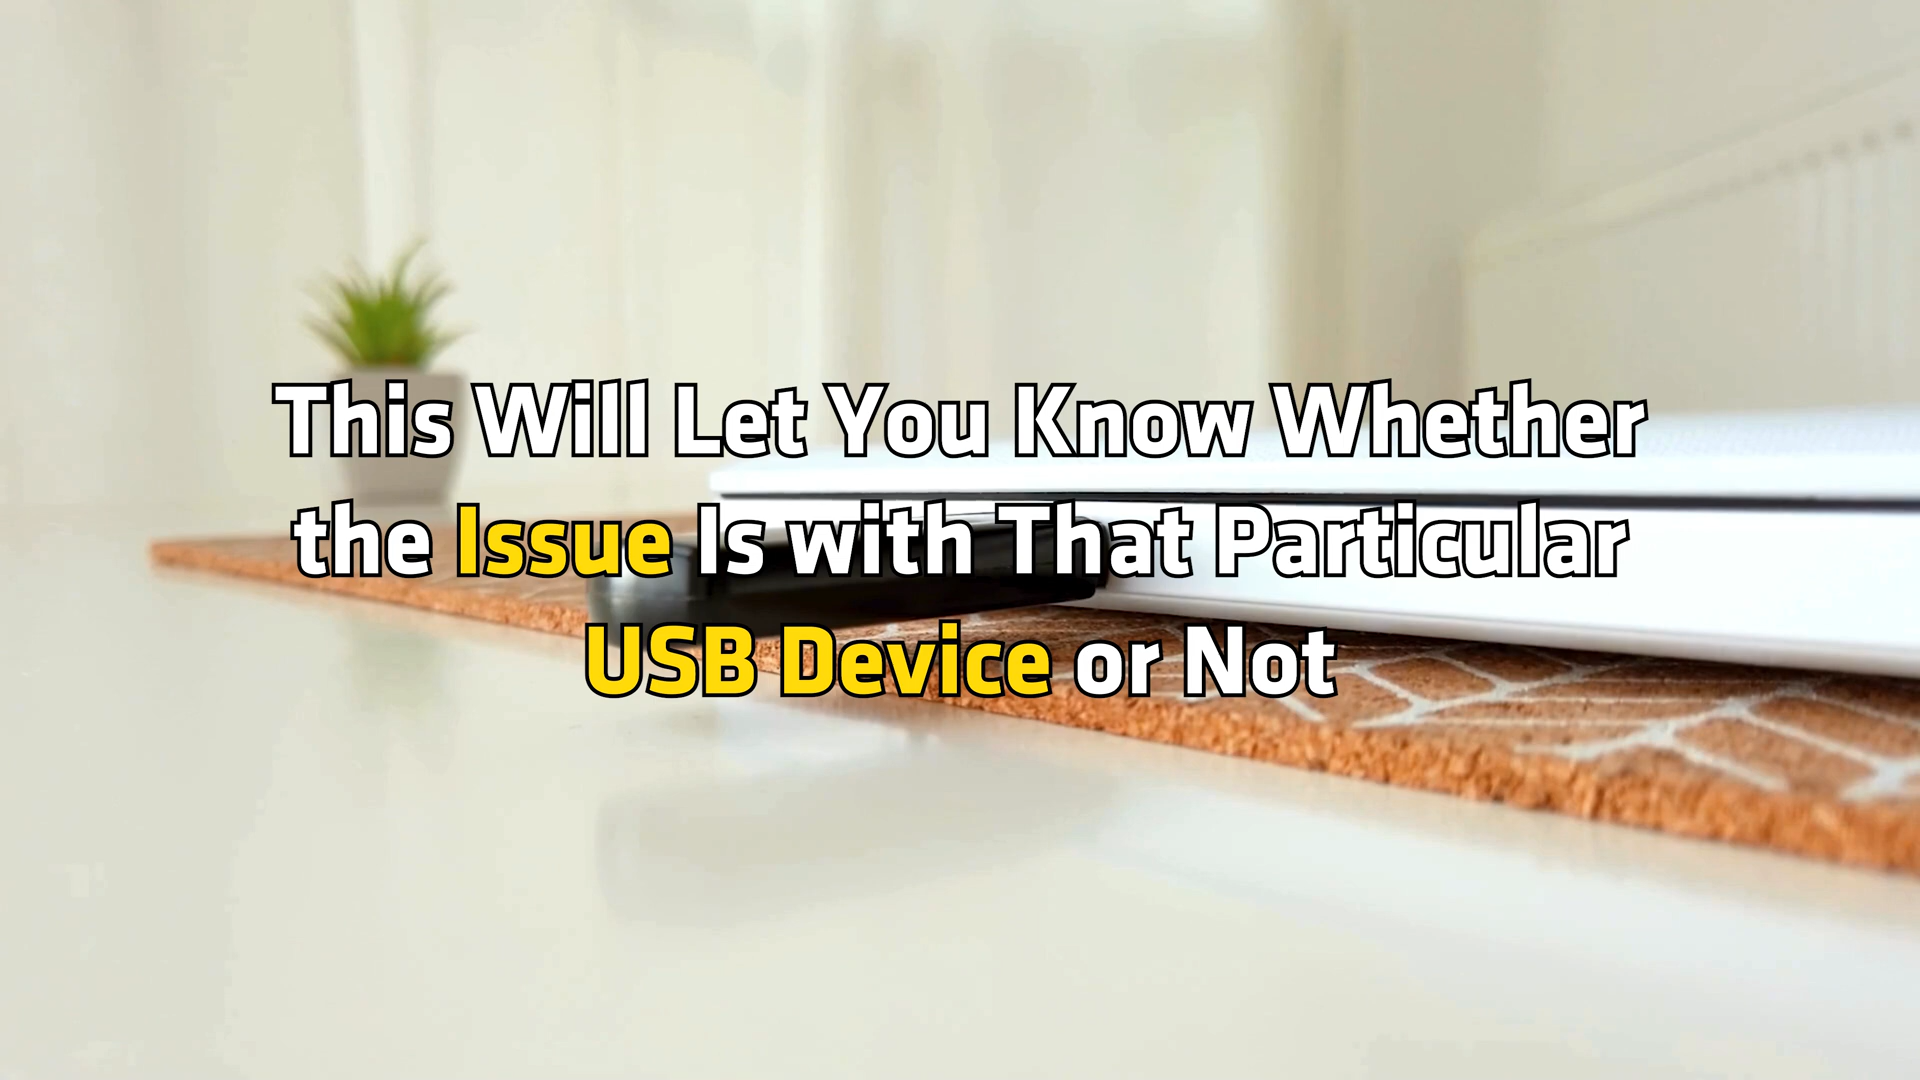 This Will Let You Know Whether
the Issue Is with That Particular
USB Device or Not